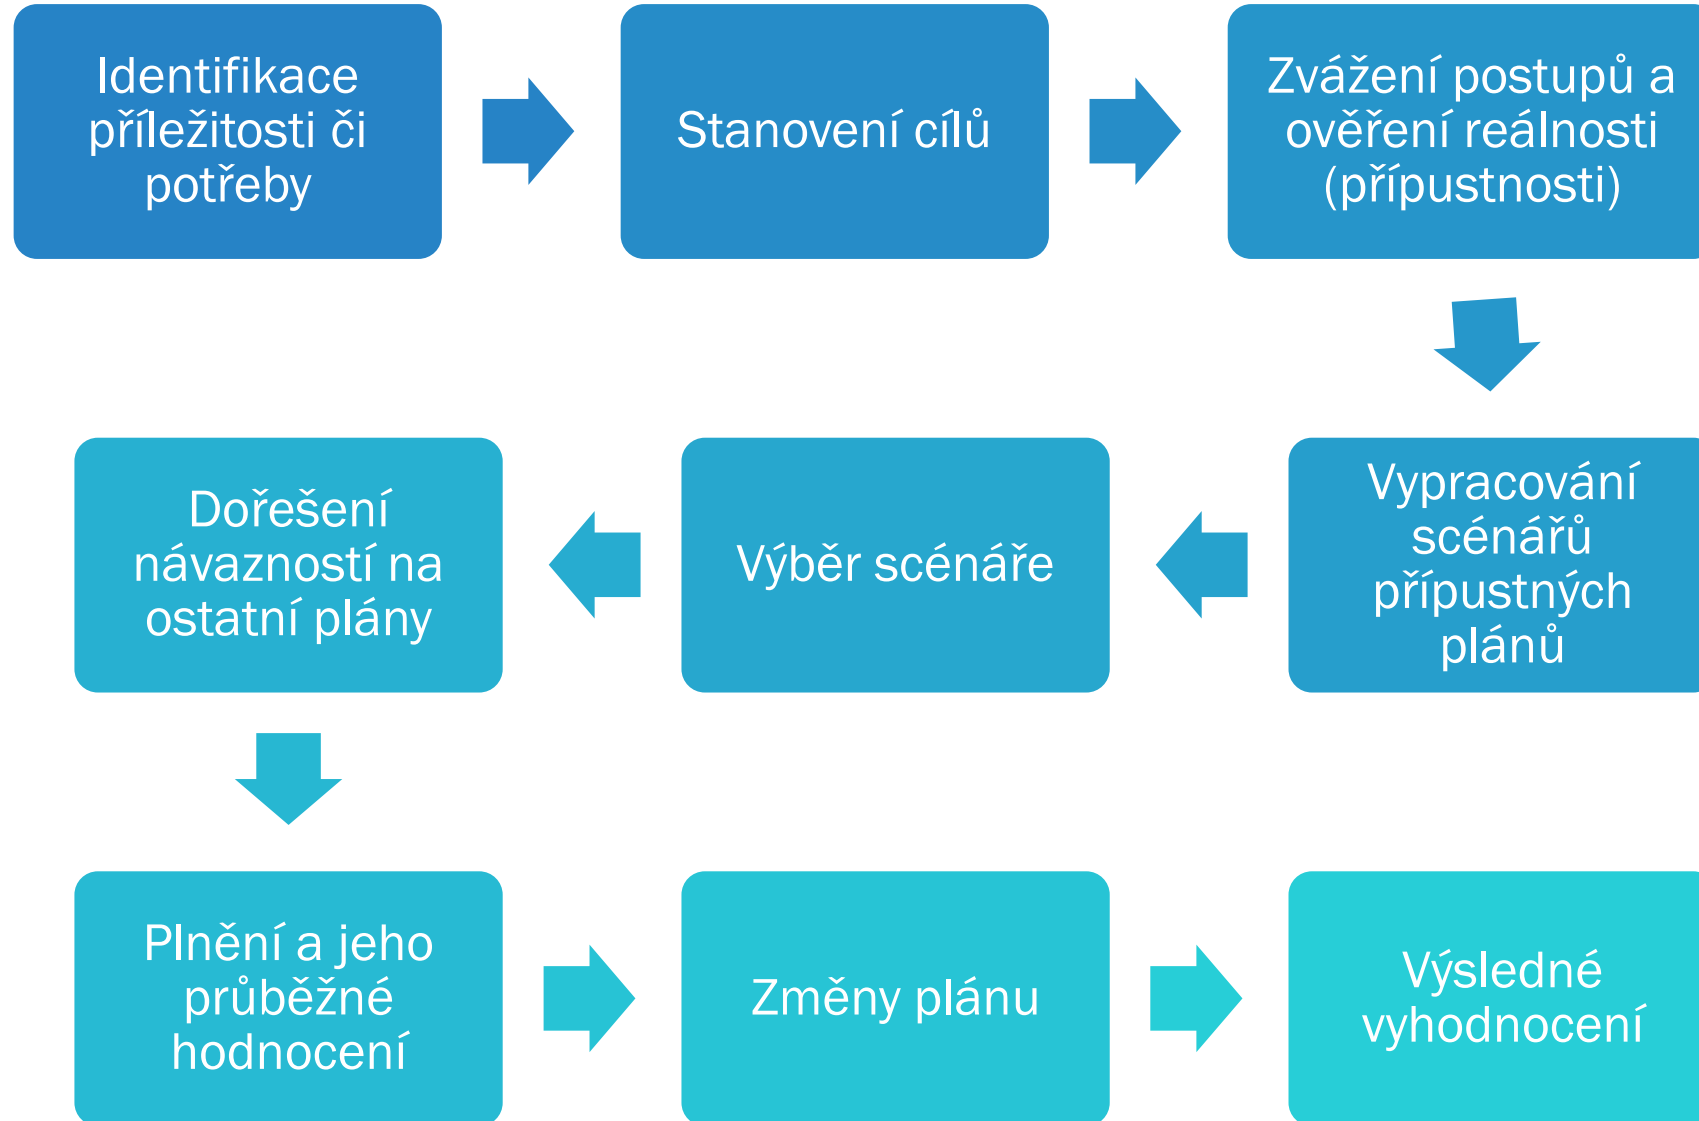 Identifikace
příležitosti či
potřeby
Stanovení cílů
Zvážení postupů a
ověření reálnosti
(přípustnosti)
Vypracování
scénářů
přípustných
plánů
Výběr scénáře
Dořešení
návazností na
ostatní plány
Plnění a jeho
průběžné
hodnocení
Změny plánu
Výsledné
vyhodnocení